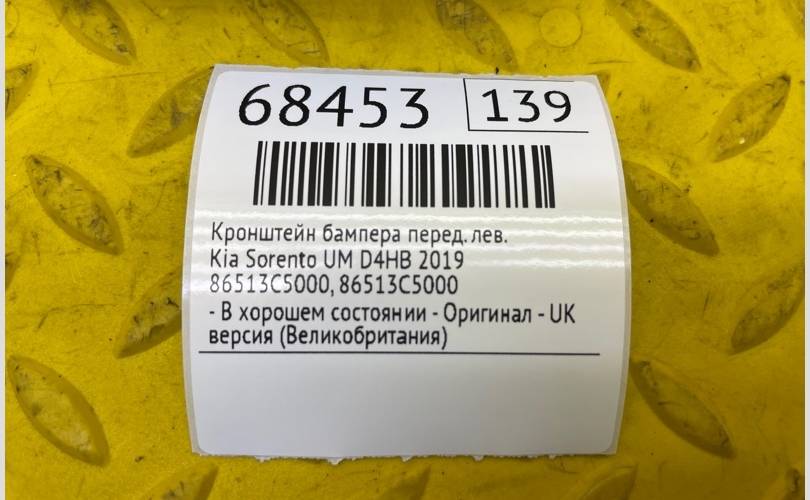 68453 139
Кронштейн бампера перед. лев.
Kia Sorento UM D4HB 2019
86513C5000, 86513C5000
- В хорошем состоянии - Оригинал - UK
версия (Великобритания)